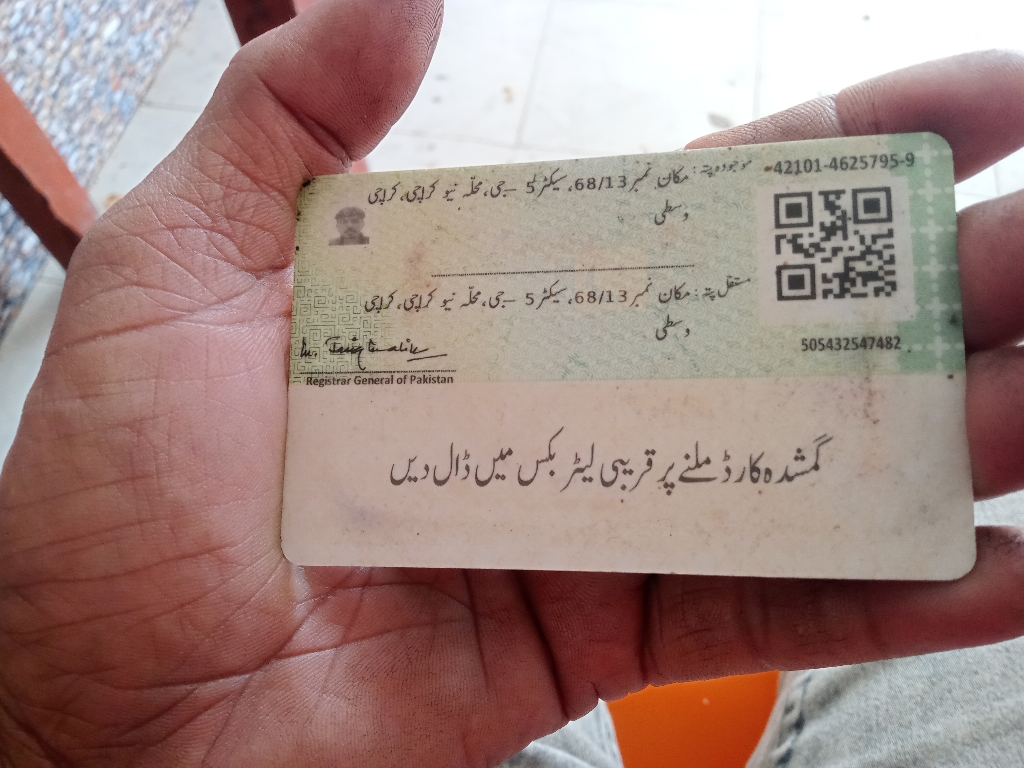 42101-4625795-9
موجودہ پتہ: مکان نمبر 68/13، سیکٹر 5 -جی، محلہ نیو کراچی، کراچی
وسطی
مستقل پتہ: مکان نمبر 68/13، سیکٹر 5 -جی، محلہ نیو کراچی، کراچی
وسطی
505432547482
Registrar General of Pakistan
گمشدہ کارڈ ملنے پر قریبی لیٹر بکس میں ڈال دیں